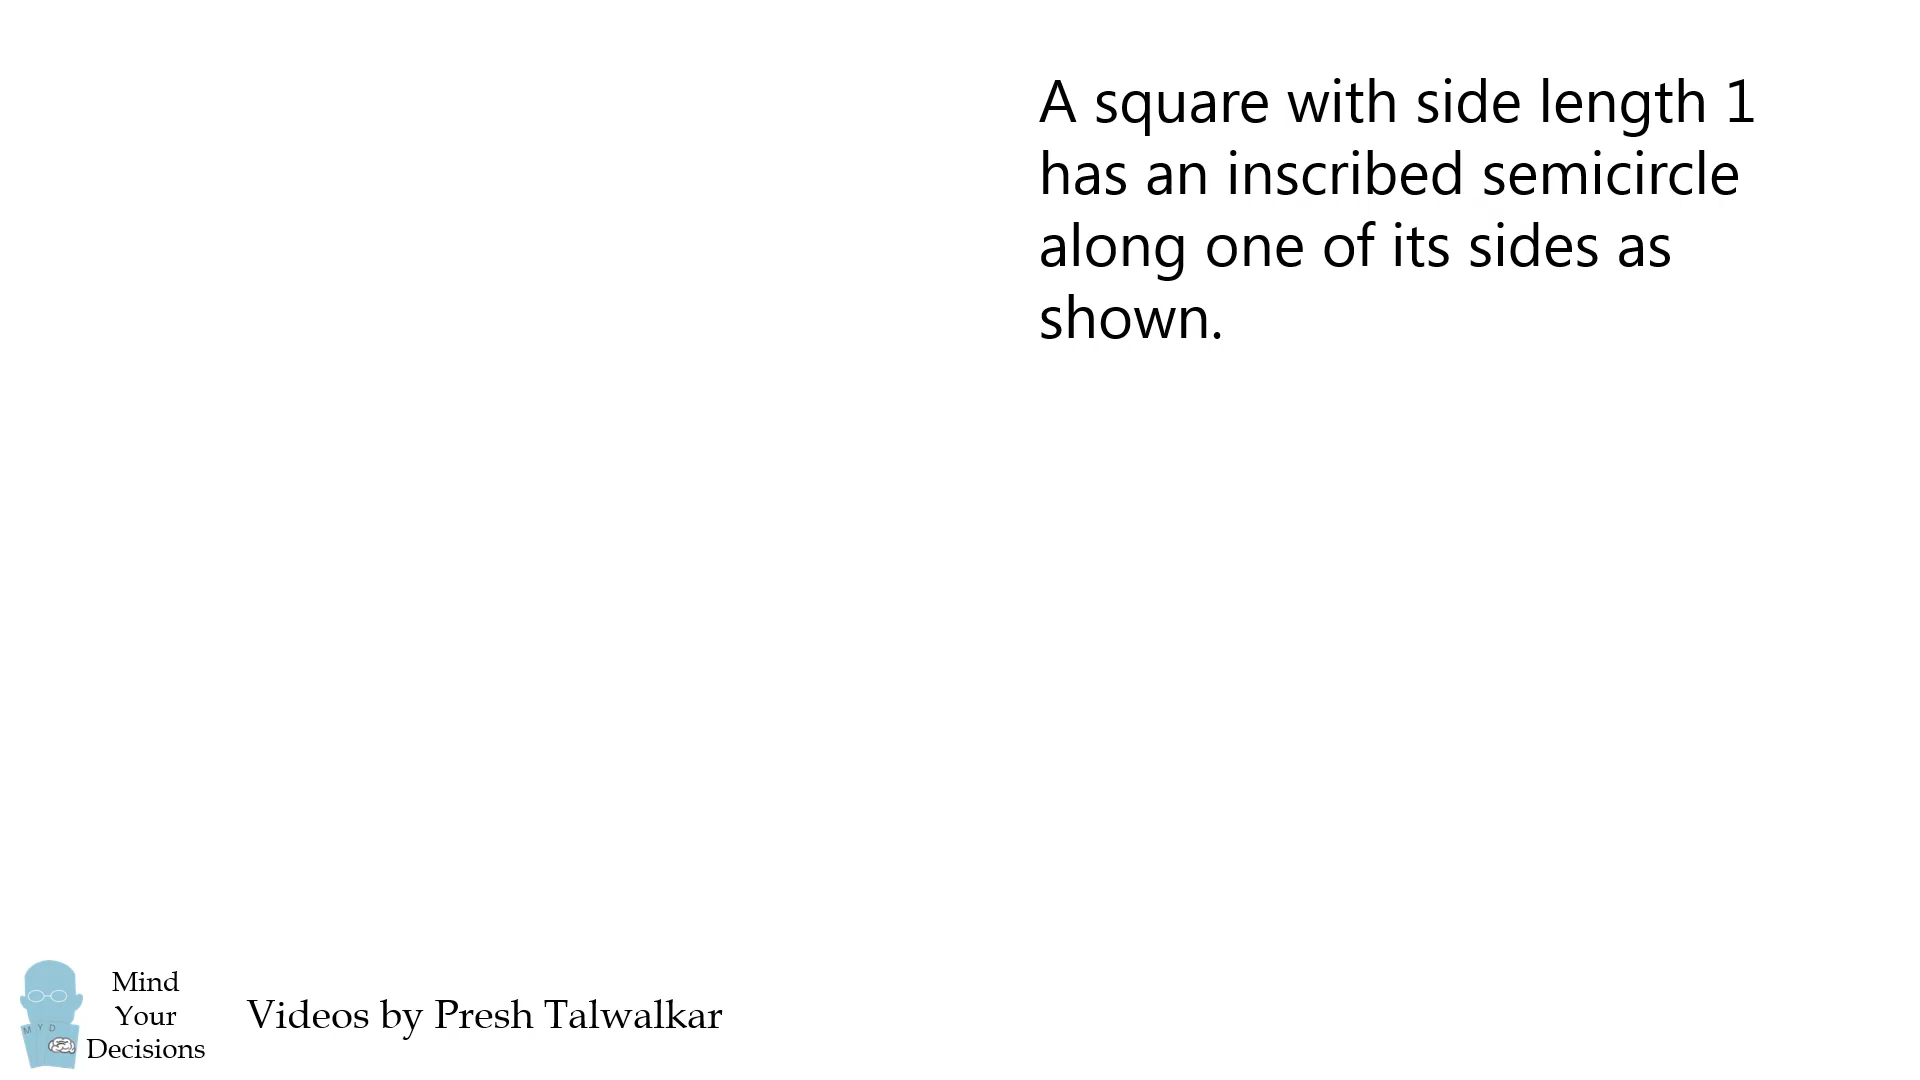 A square with side length 1
has an inscribed semicircle
along one of its sides as
shown.
Mind
Your
Decisions
M Y D
Videos by Presh Talwalkar